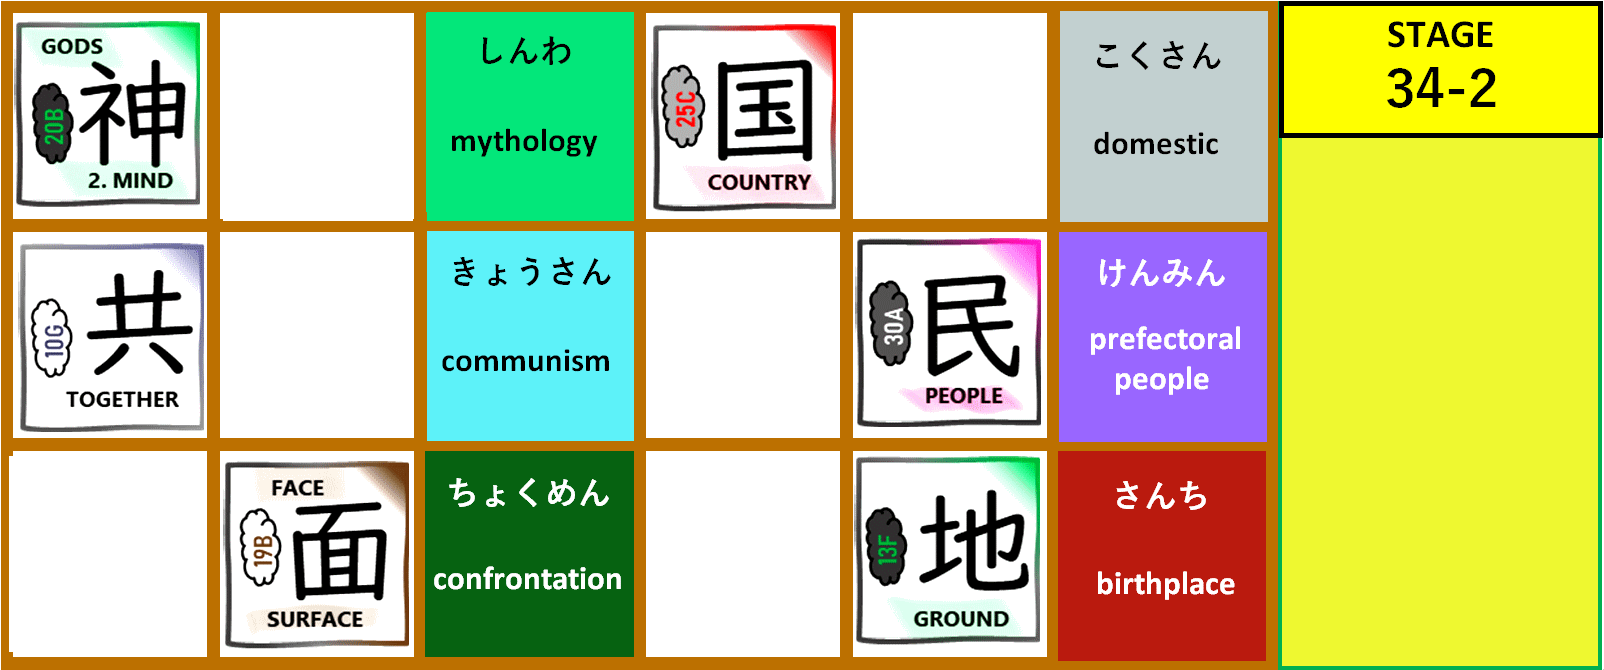 GODS
20B
神
2. MIND
しんわ
mythology
25C
国
COUNTRY
こくさん
domestic
STAGE
34-2
10G
共
TOGETHER
きょうさん
communism
30A
民
PEOPLE
けんみん
prefectoral
people
FACE
19B
面
SURFACE
ちょくめん
confrontation
13F
地
GROUND
さんち
birthplace